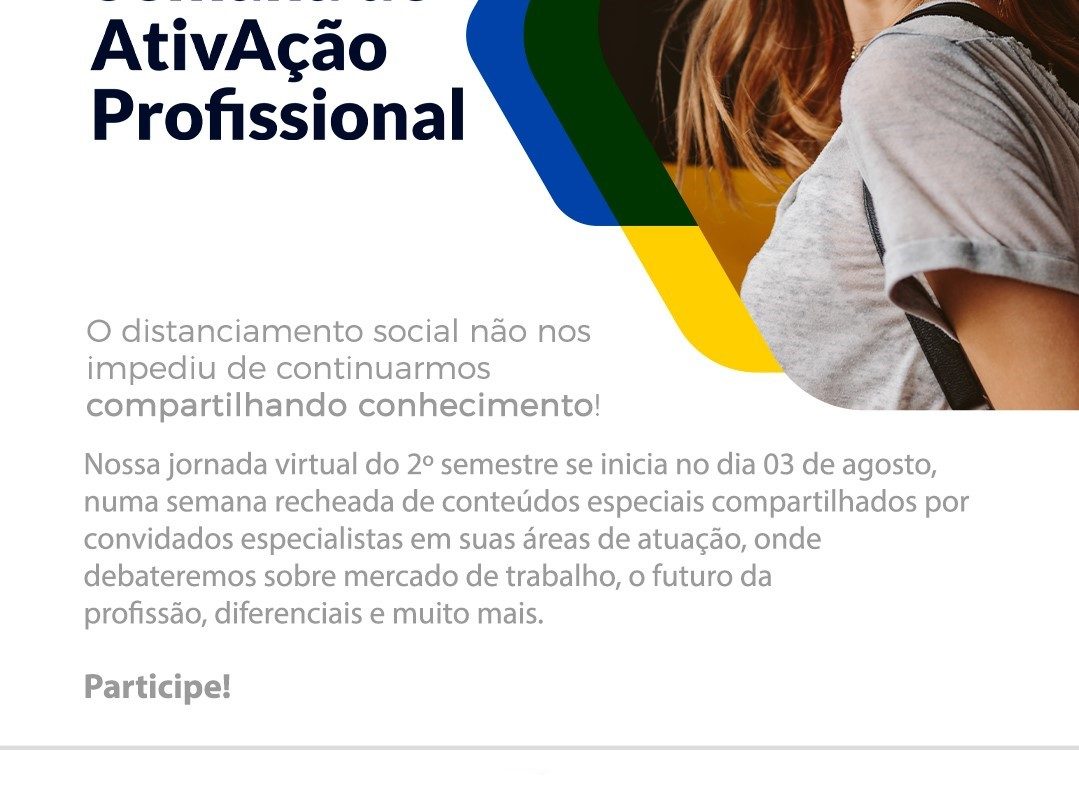 AtivAção
Profissional
O distanciamento social não nos
impediu de continuarmos
compartilhando conhecimento!
Nossa jornada virtual do 2º semestre se inicia no dia 03 de agosto,
numa semana recheada de conteúdos especiais compartilhados por
convidados especialistas em suas áreas de atuação, onde
debateremos sobre mercado de trabalho, o futuro da
profissão, diferenciais e muito mais.
Participe!